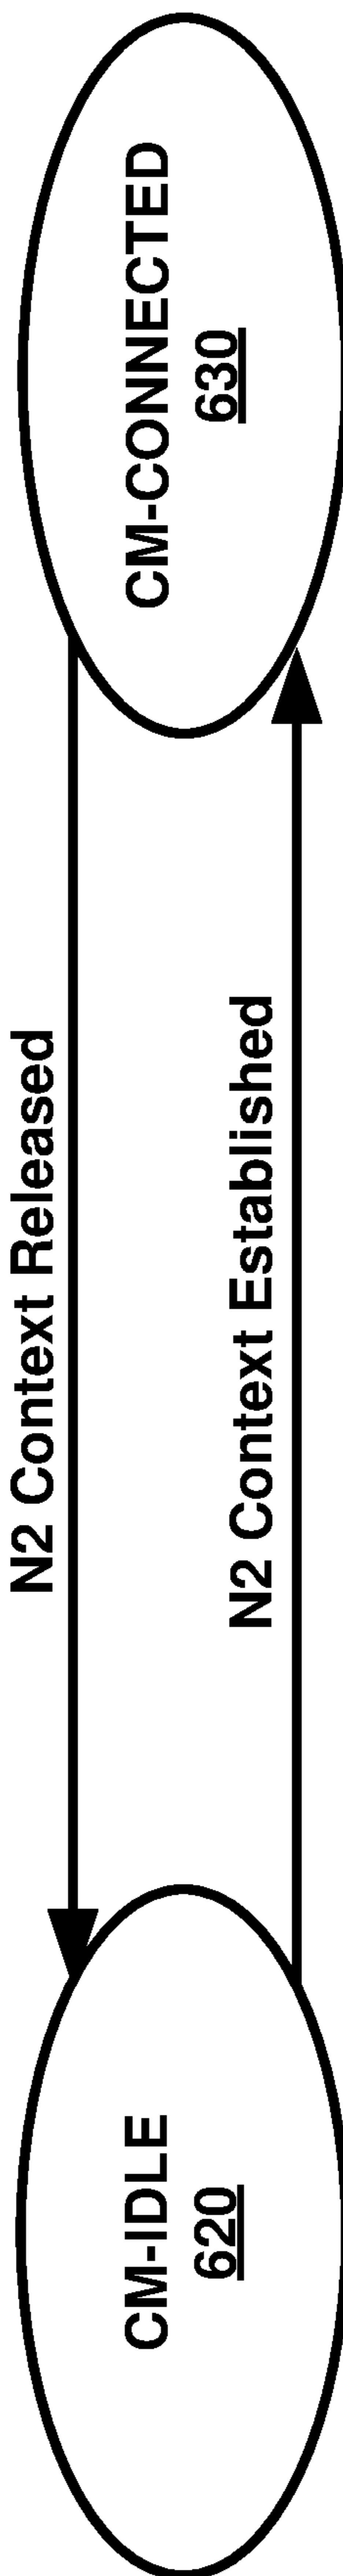 N2 Context Released
CM-IDLE
620
CM-CONNECTED
630
N2 Context Established